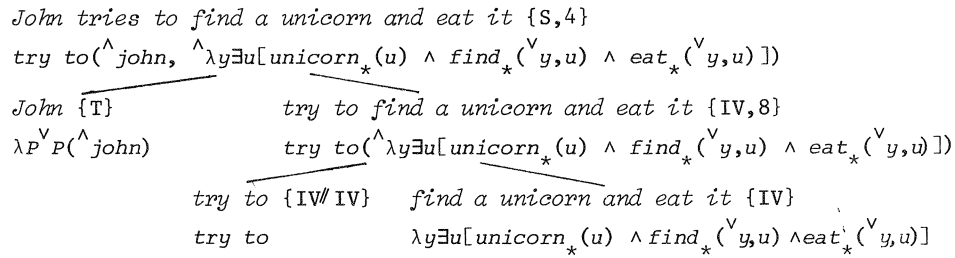 John tries to find a unicorn and eat it {S,4}
try to(^john, ^λy∃u[unicorn⁎(u) ∧ find⁎(ˇy,u) ∧ eat⁎(ˇy,u)])
John {T} try to find a unicorn and eat it {IV,8}
λPˇP(^john) try to(^λy∃u[unicorn⁎(u) ∧ find⁎(ˇy,u) ∧ eat⁎(ˇy,u)])
try to {IV//IV} find a unicorn and eat it {IV}
try to λy∃u[unicorn⁎(u) ∧ find⁎(ˇy,u) ∧eat⁎(ˇy,u)]